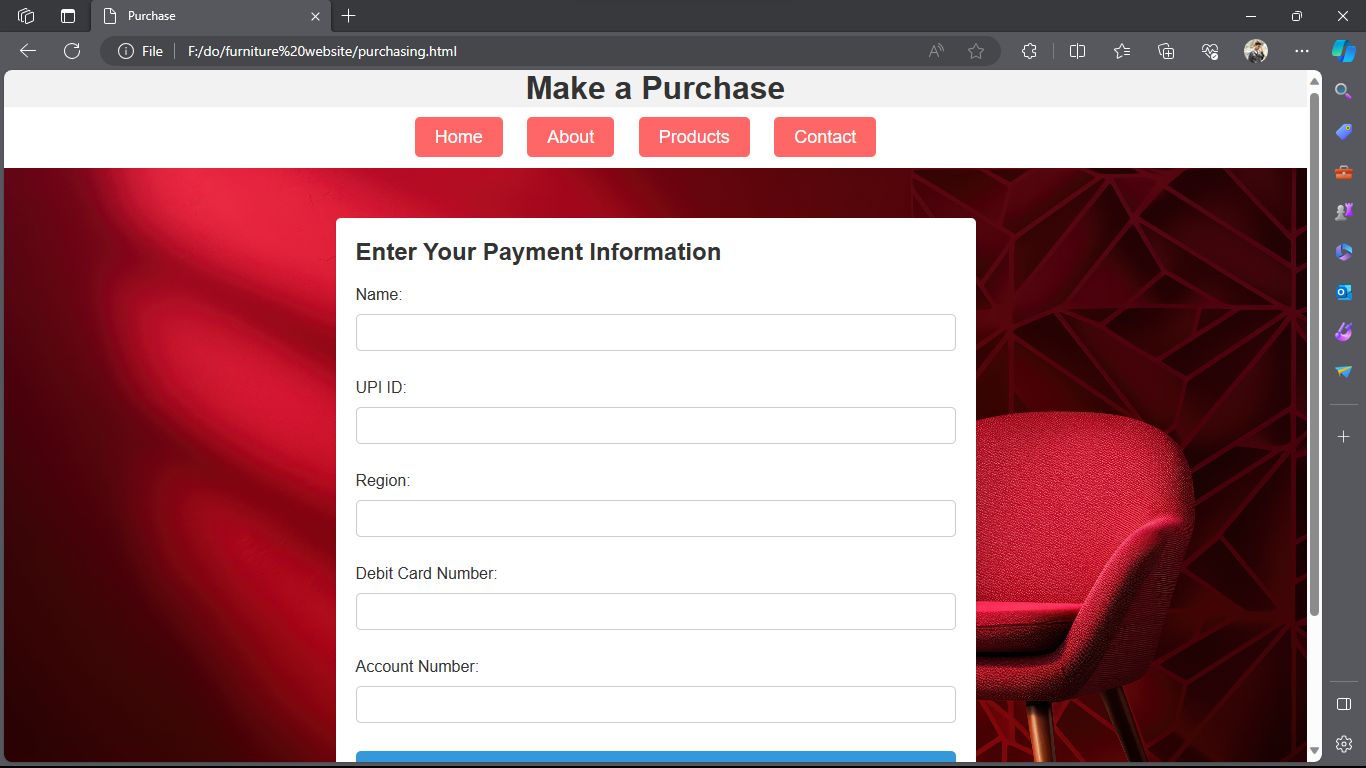 Purchase
File
F:/do/furniture%20website/purchasing.html
Make a Purchase
Home About Products Contact
Enter Your Payment Information
Name:
UPI ID:
Region:
Debit Card Number:
Account Number: